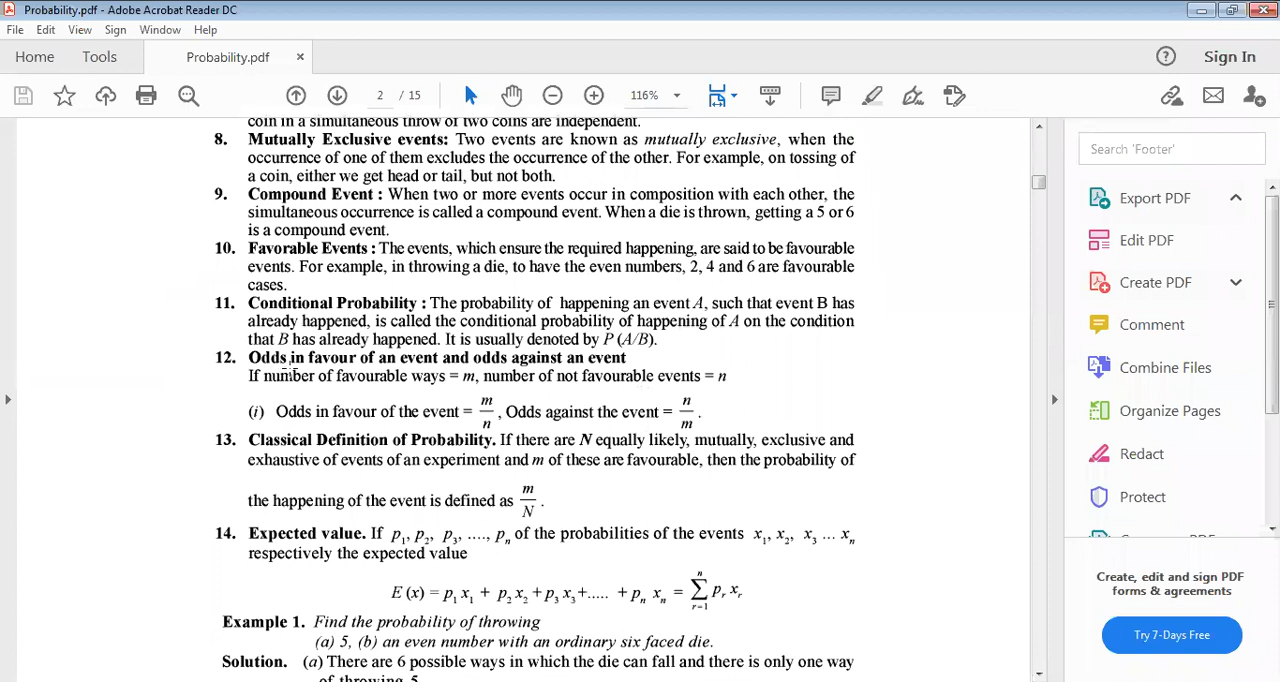 Probability.pdf - Adobe Acrobat Reader DC
File Edit View Sign Window Help
Home Tools Probability.pdf × Sign In
2 / 15 116%
coin in a simultaneous throw of two coins are independent.
8. Mutually Exclusive events: Two events are known as mutually exclusive, when the
occurrence of one of them excludes the occurrence of the other. For example, on tossing of
a coin, either we get head or tail, but not both.
9. Compound Event : When two or more events occur in composition with each other, the
simultaneous occurrence is called a compound event. When a die is thrown, getting a 5 or 6
is a compound event.
10. Favorable Events : The events, which ensure the required happening, are said to be favourable
events. For example, in throwing a die, to have the even numbers, 2, 4 and 6 are favourable
cases.
11. Conditional Probability : The probability of happening an event A, such that event B has
already happened, is called the conditional probability of happening of A on the condition
that B has already happened. It is usually denoted by P (A/B).
12. Odds in favour of an event and odds against an event
If number of favourable ways = m, number of not favourable events = n
(i) Odds in favour of the event = m/n , Odds against the event = n/m .
13. Classical Definition of Probability. If there are N equally likely, mutually, exclusive and
exhaustive of events of an experiment and m of these are favourable, then the probability of
the happening of the event is defined as m/N .
14. Expected value. If p₁, p₂, p₃, ...., pₙ of the probabilities of the events x₁, x₂, x₃ ... xₙ
respectively the expected value
E (x) = p₁ x₁ + p₂ x₂ + p₃ x₃ +..... + pₙ xₙ = ∑ⁿᵣ₌₁ pᵣ xᵣ
Example 1. Find the probability of throwing
(a) 5, (b) an even number with an ordinary six faced die.
Solution. (a) There are 6 possible ways in which the die can fall and there is only one way
of throwing 5.
Search 'Footer'
Export PDF
Edit PDF
Create PDF
Comment
Combine Files
Organize Pages
Redact
Protect
Create, edit and sign PDF
forms & agreements
Try 7-Days Free